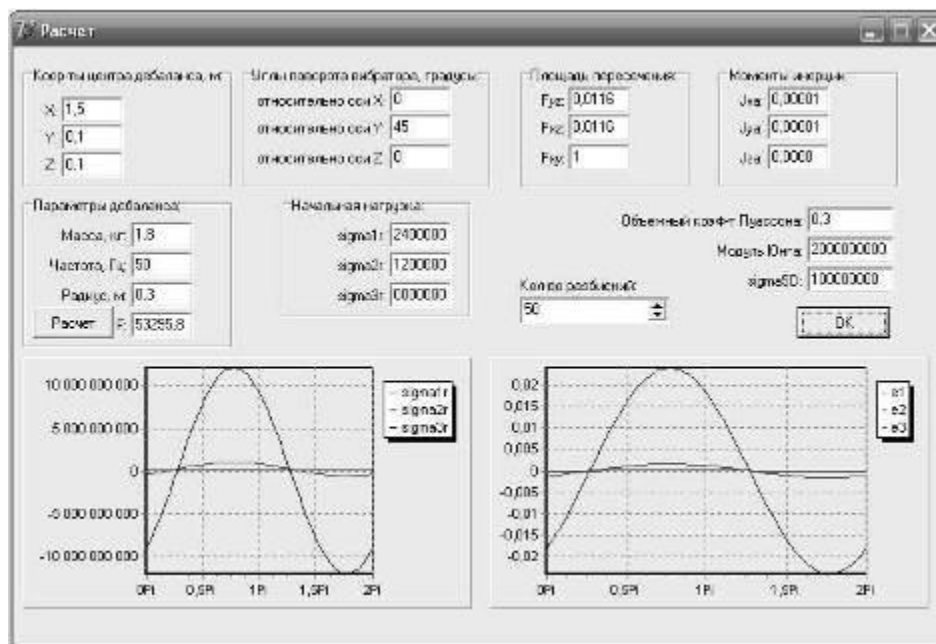 Расчет
Коор-ты центра дебаланса, м:
X: 1,5
Y: 0,1
Z: 0,1
Углы поворота вибратора, градусы:
относительно оси X: 0
относительно оси Y: 45
относительно оси Z: 0
Площадь пересечения:
Fyz: 0,0116
Fxz: 0,0116
Fxy: 1
Моменты инерции:
Jxa: 0,00001
Jya: 0,00001
Jza: 0,0000
Параметры дебаланса:
Масса, кг: 1,8
Частота, Гц: 50
Радиус, м: 0,3
Расчет F: 53295,8
Начальная нагрузка:
sigma1r: 2400000
sigma2r: 1200000
sigma3r: 0000000
Объемный коэф-т Пуассона: 0,3
Модуль Юнга: 2000000000
sigma50: 100000000
Кол-во разбиений:
50
OK
10 000 000 000
5 000 000 000
0
-5 000 000 000
-10 000 000 000
0Pi 0,5Pi 1Pi 1,5Pi 2Pi
sigma1r
sigma2r
sigma3r
0,02
0,015
0,01
0,005
0
-0,005
-0,01
-0,015
-0,02
0Pi 0,5Pi 1Pi 1,5Pi 2Pi
e1
e2
e3